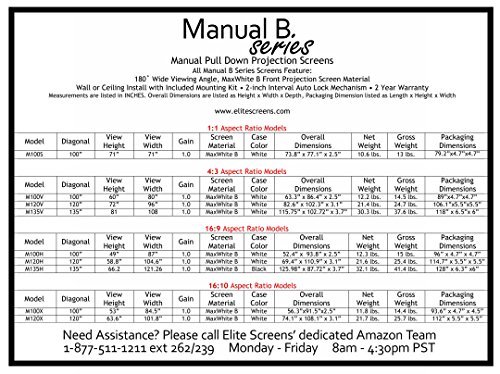 Manual B.
series
Manual Pull Down Projection Screens
All Manual B Series Screens Feature:
180˚ Wide Viewing Angle, MaxWhite B Front Projection Screen Material
Wall or Ceiling Install with Included Mounting Kit • 2-inch Interval Auto Lock Mechanism • 2 Year Warranty
Measurements are listed in INCHES. Overall Dimensions are listed as Height x Width x Depth, Packaging Dimension listed as Length x Height x Width
www.elitescreens.com
1:1 Aspect Ratio Models
Model Diagonal View Height View Width Gain Screen Material Case Color Overall Dimensions Net Weight Gross Weight Packaging Dimensions
M100S 100" 71" 71" 1.0 MaxWhite B White 73.8" x 77.1" x 2.5" 10.6 lbs. 13 lbs. 79.2"x4.7"x4.7"
4:3 Aspect Ratio Models
Model Diagonal View Height View Width Gain Screen Material Case Color Overall Dimensions Net Weight Gross Weight Packaging Dimensions
M100V 100" 60" 80" 1.0 MaxWhite B White 63.3" x 86.4" x 2.5" 12.2 lbs. 14.5 lbs. 89"x4.7"x4.7"
M120V 120" 72" 96" 1.0 MaxWhite B White 82.6" x 102.3" x 3.1" 21.4 lbs. 24.7 lbs. 106.1"x5.5"x5.5"
M135V 135" 81 108 1.0 MaxWhite B White 115.75" x 102.72" x 3.7" 30.3 lbs. 37.6 lbs. 118" x 6.5"x 6"
16:9 Aspect Ratio Models
Model Diagonal View Height View Width Gain Screen Material Case Color Overall Dimensions Net Weight Gross Weight Packaging Dimensions
M100H 100" 49" 87" 1.0 MaxWhite B White 52.4" x 93.8" x 2.5" 12.3 lbs. 15 lbs. 96" x 4.7" x 4.7"
M120H 120" 58.8" 104.6" 1.0 MaxWhite B White 69.4" x 110.9" x 3.1" 21.6 lbs. 25.4 lbs. 114.7" x 5.5" x 5.5"
M135H 135" 66.2 121.26 1.0 MaxWhite B Black 125.98" x 87.72" x 3.7" 32.1 lbs. 41.4 lbs. 128" x 6.3" x6"
16:10 Aspect Ratio Models
Model Diagonal View Height View Width Gain Screen Material Case Color Overall Dimensions Net Weight Gross Weight Packaging Dimensions
M100X 100" 53" 84.5" 1.0 MaxWhite B White 56.3"x91.5"x2.5" 11.8 lbs. 14.4 lbs. 93.6" x 4.7" x 4.5"
M120X 120" 63.6" 101.8" 1.0 MaxWhite B White 74.1" x 108.1" x 3.1" 21.7 lbs. 25.7 lbs. 112" x 5.5" x 5.5"
Need Assistance? Please call Elite Screens' dedicated Amazon Team
1-877-511-1211 ext 262/239 Monday - Friday 8am - 4:30pm PST